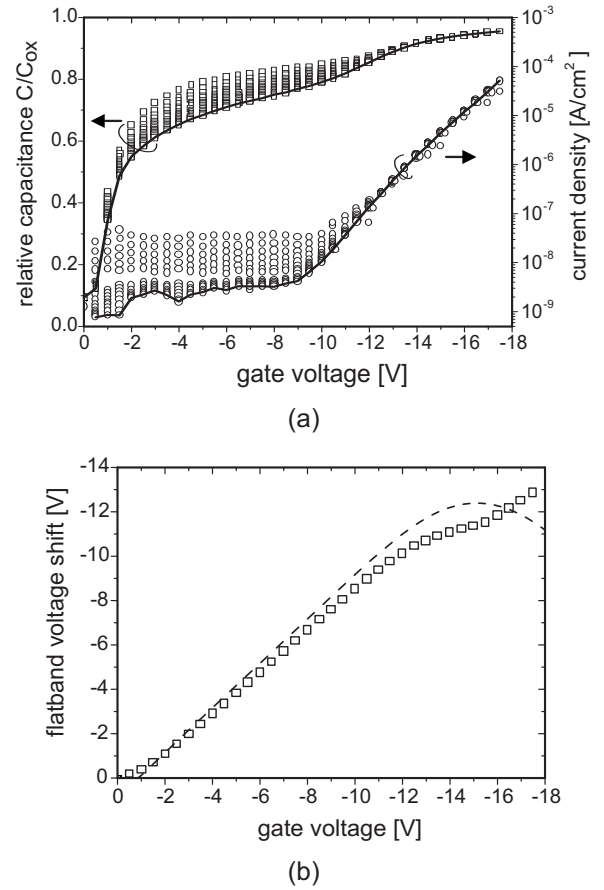 1.0
0.8
0.6
0.4
0.2
0.0
relative capacitance C/C_OX
10^-3
10^-4
10^-5
10^-6
10^-7
10^-8
10^-9
current density [A/cm^2]
0 -2 -4 -6 -8 -10 -12 -14 -16 -18
gate voltage [V]
(a)
-14
-12
-10
-8
-6
-4
-2
0
flatband voltage shift [V]
0 -2 -4 -6 -8 -10 -12 -14 -16 -18
gate voltage [V]
(b)